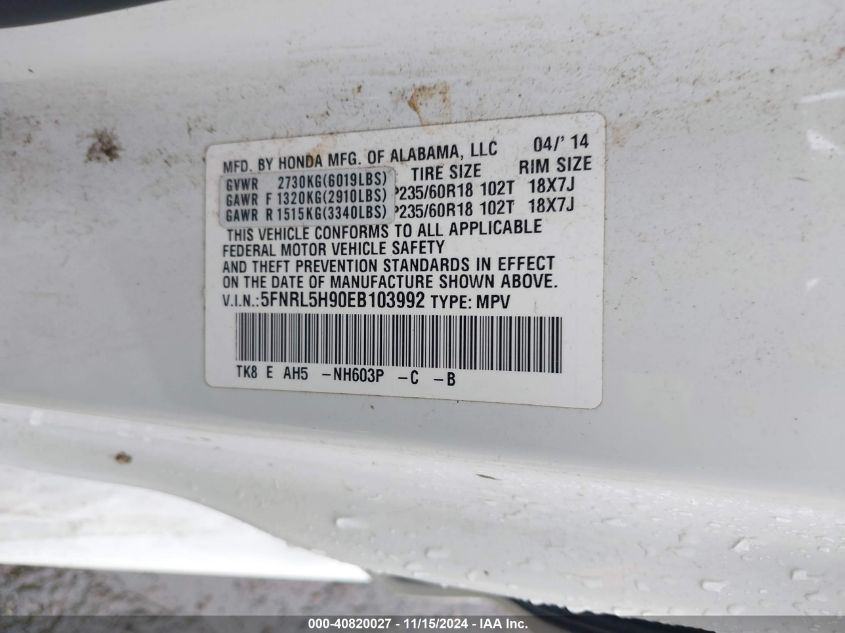 MFD. BY HONDA MFG. OF ALABAMA, LLC 04/' 14
TIRE SIZE RIM SIZE
GVWR 2730KG(6019LBS)
GAWR F 1320KG(2910LBS) P235/60R18 102T 18X7J
GAWR R 1515KG(3340LBS) P235/60R18 102T 18X7J
THIS VEHICLE CONFORMS TO ALL APPLICABLE
FEDERAL MOTOR VEHICLE SAFETY
AND THEFT PREVENTION STANDARDS IN EFFECT
ON THE DATE OF MANUFACTURE SHOWN ABOVE.
V.I.N.:5FNRL5H90EB103992 TYPE: MPV
TK8 E AH5 -NH603P -C -B
000-40820027 - 11/15/2024 - IAA Inc.